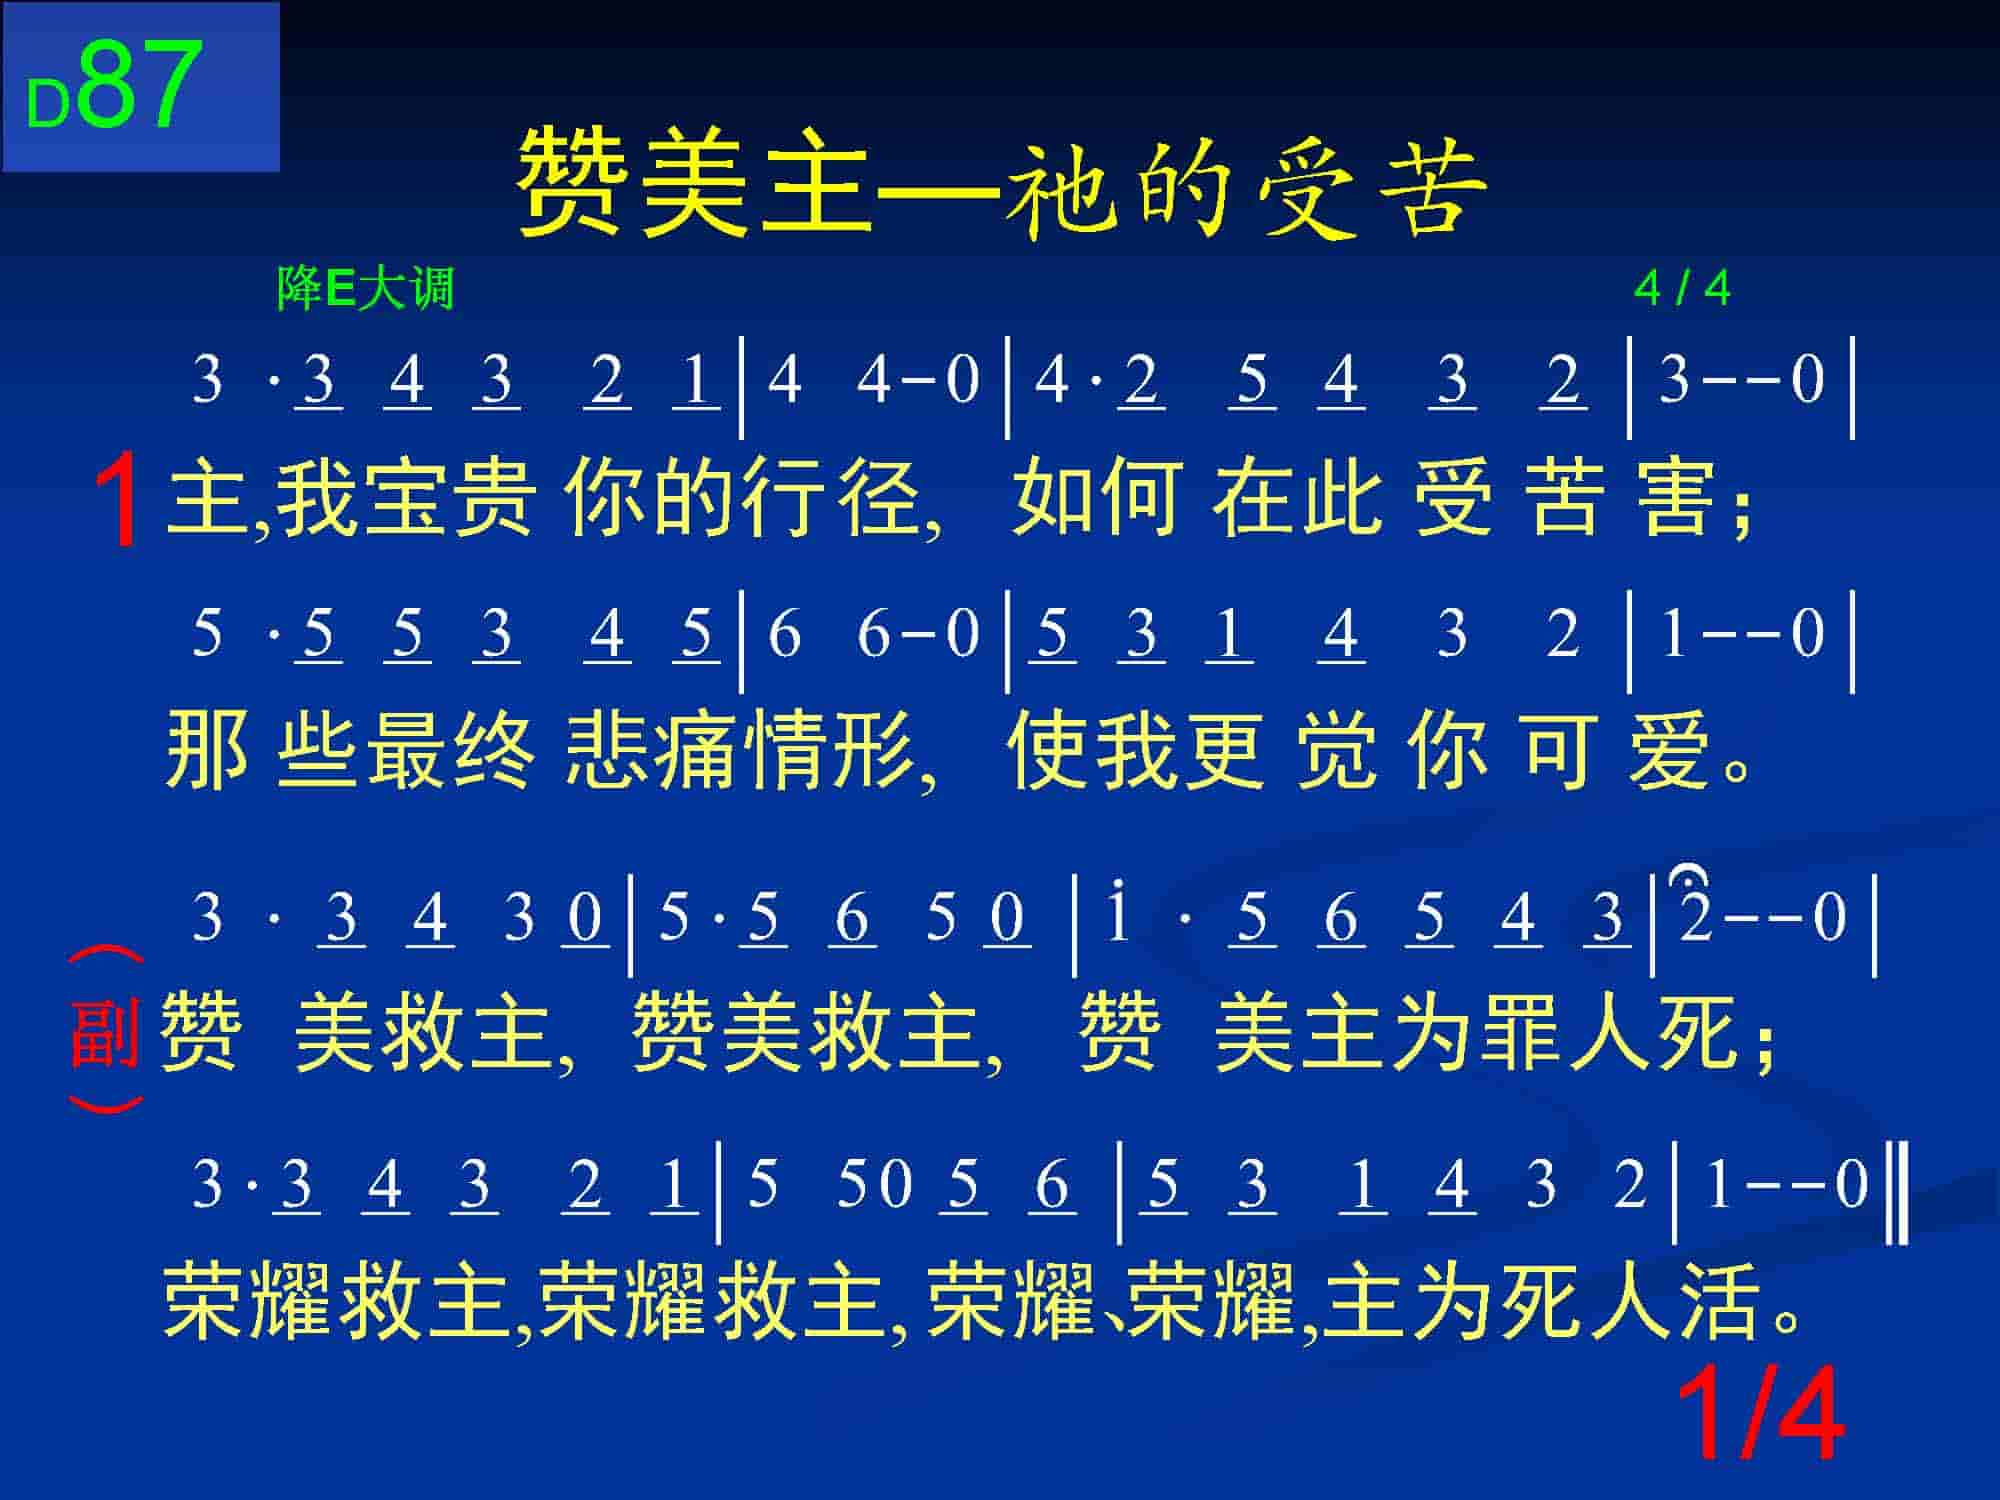 D87
赞美主—祂的受苦
降E大调 4 / 4
3 ·3 4 3 2 1|4 4-0|4·2 5 4 3 2|3--0|
1 主,我宝贵你的行径, 如何在此受苦害；
5 ·5 5 3 4 5|6 6-0|5 3 1 4 3 2|1--0|
那些最终悲痛情形, 使我更觉你可爱。
3 · 3 4 3 0|5·5 6 5 0|i · 5 6 5 4 3|2--0|
（副）赞美救主, 赞美救主, 赞美主为罪人死；
3·3 4 3 2 1|5 50 5 6|5 3 1 4 3 2|1--0‖
荣耀救主,荣耀救主,荣耀、荣耀,主为死人活。
1/4